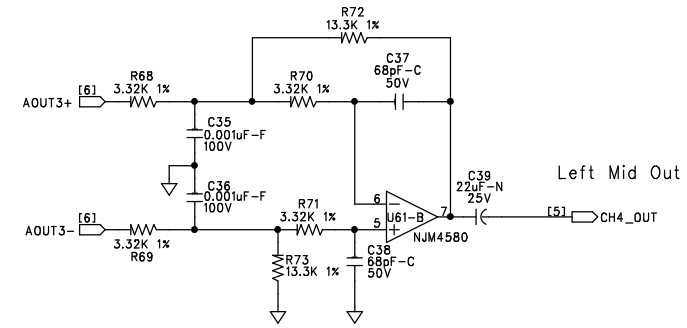 R72
13.3K 1%
C37
68pF-C
50V
R68
3.32K 1%
R70
3.32K 1%
[6]
AOUT3+
C35
0.001uF-F
100V
C36
0.001uF-F
100V
Left Mid Out
C39
22uF-N
25V
R71
3.32K 1%
6
5
7
U61-B
NJM4580
[5]
CH4_OUT
[6]
AOUT3-
3.32K 1%
R69
R73
13.3K 1%
C38
68pF-C
50V